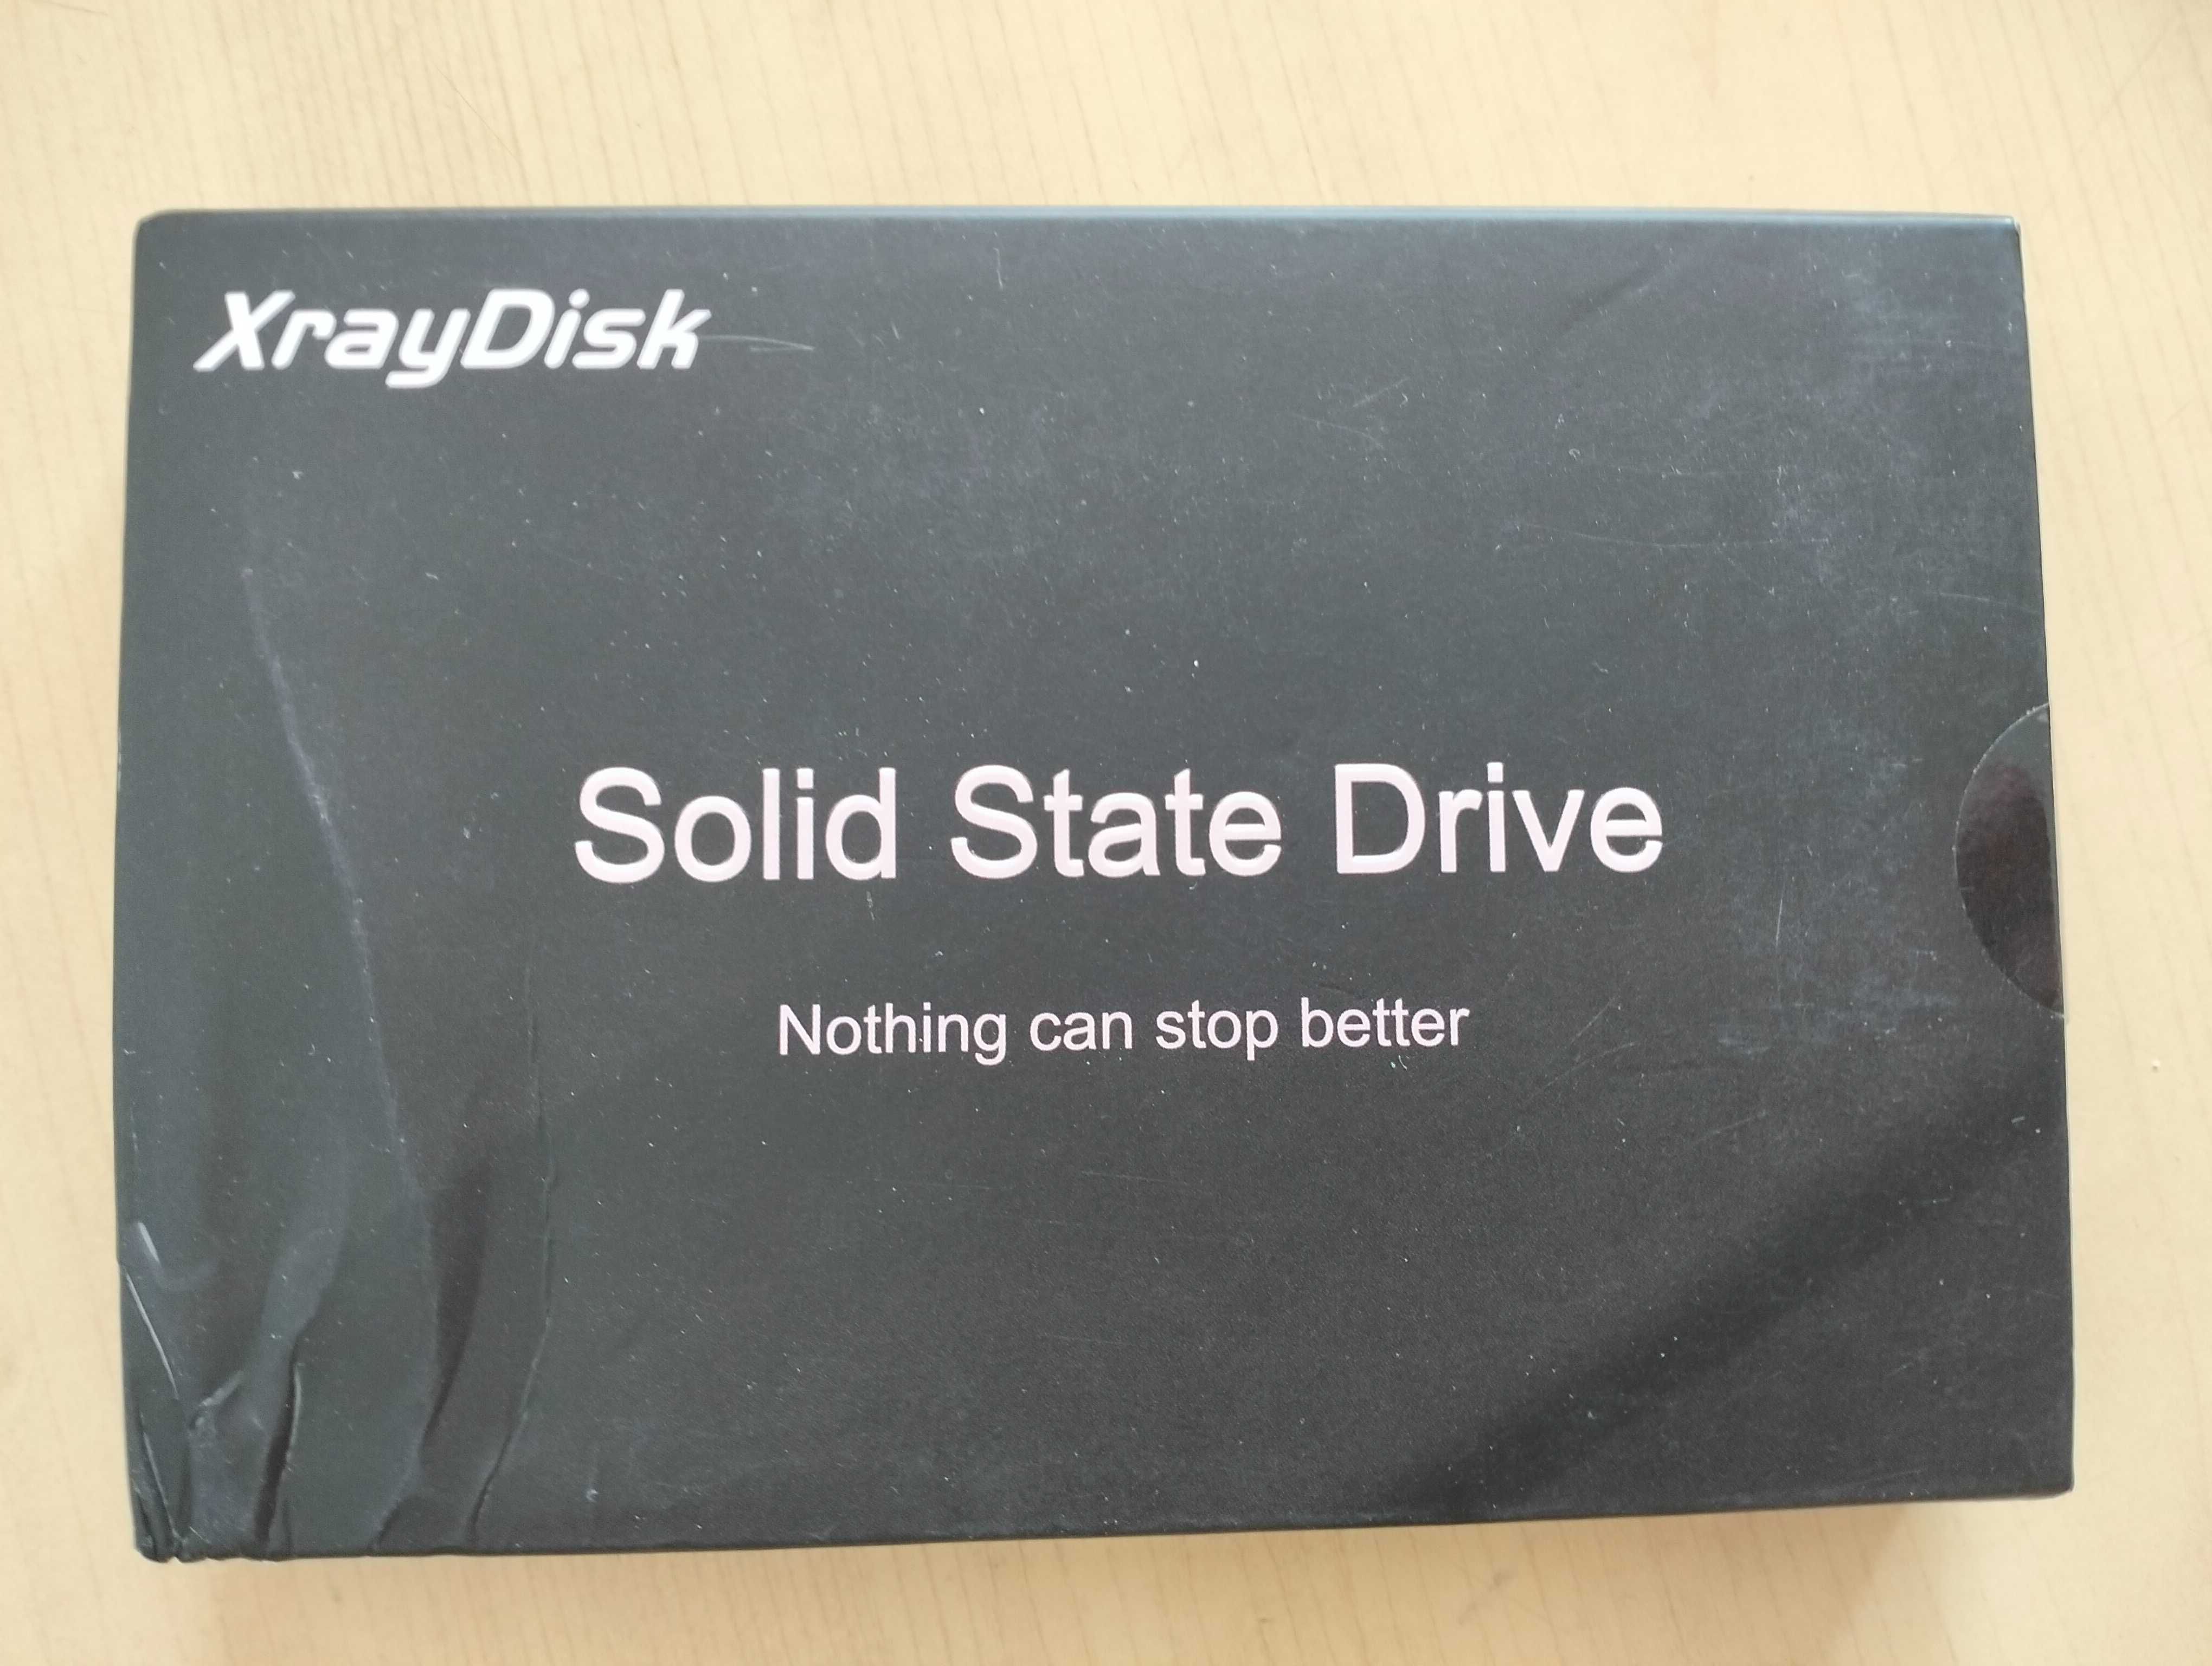 XrayDisk
Solid State Drive
Nothing can stop better